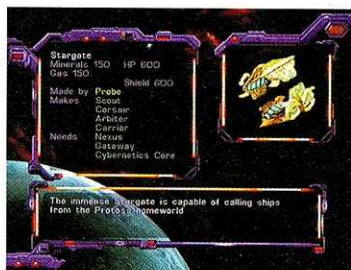 Stargate
Minerals 150 HP 600
Gas 150
Shield 600
Made by Probe
Makes Scout
Corsair
Arbiter
Carrier
Needs Nexus
Gateway
Cybernetics Core
The immense Stargate is capable of calling ships
from the Protoss homeworld